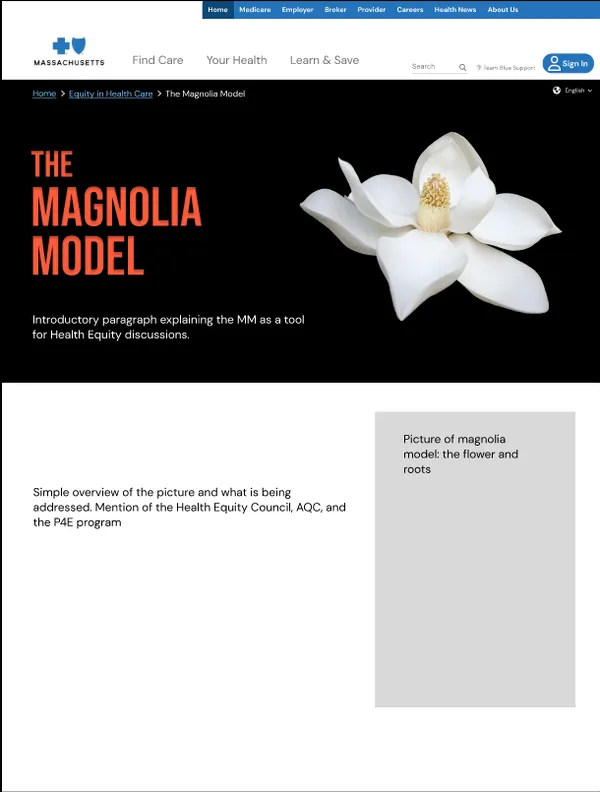 Home Medicare Employer Broker Provider Careers Health News About Us
MASSACHUSETTS
Find Care Your Health Learn & Save
Search
Team Blue Support
Sign In
Home > Equity in Health Care > The Magnolia Model
English
THE
MAGNOLIA
MODEL
Introductory paragraph explaining the MM as a tool
for Health Equity discussions.
Picture of magnolia
model: the flower and
roots
Simple overview of the picture and what is being
addressed. Mention of the Health Equity Council, AQC, and
the P4E program